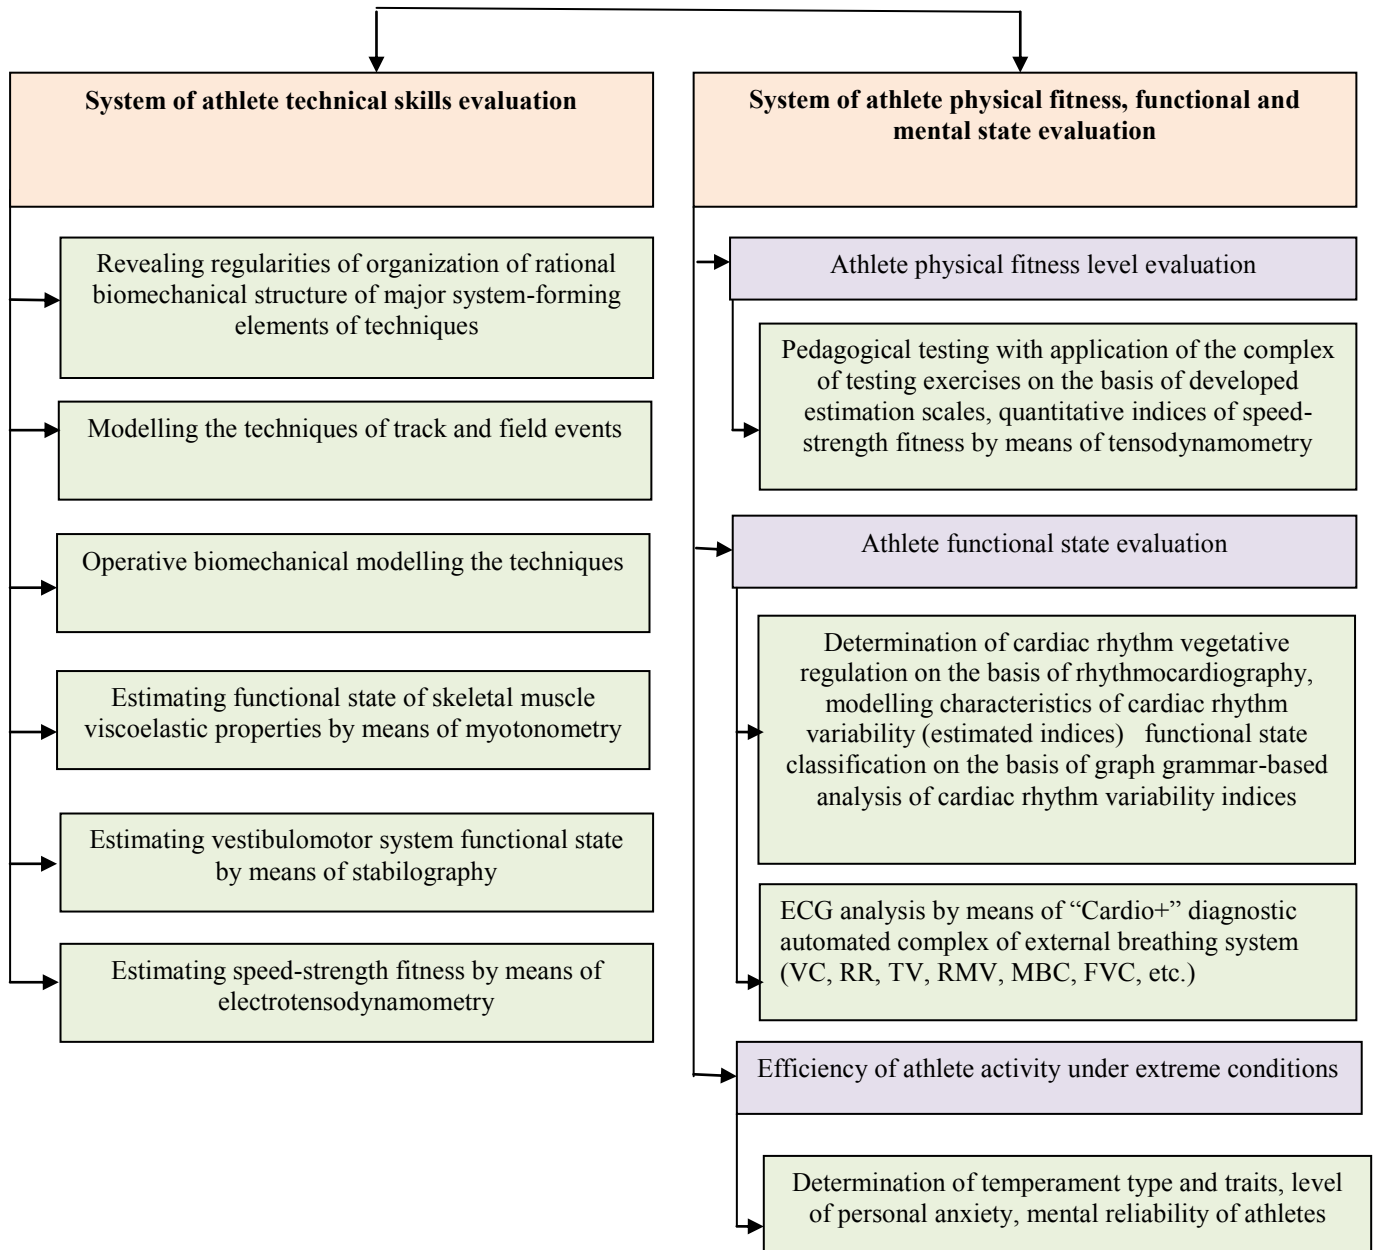 System of athlete technical skills evaluation
Revealing regularities of organization of rational
biomechanical structure of major system-forming
elements of techniques
Modelling the techniques of track and field events
Operative biomechanical modelling the techniques
Estimating functional state of skeletal muscle
viscoelastic properties by means of myotonometry
Estimating vestibulomotor system functional state
by means of stabilography
Estimating speed-strength fitness by means of
electrotensodynamometry
System of athlete physical fitness, functional and
mental state evaluation
Athlete physical fitness level evaluation
Pedagogical testing with application of the complex
of testing exercises on the basis of developed
estimation scales, quantitative indices of speed-
strength fitness by means of tensodynamometry
Athlete functional state evaluation
Determination of cardiac rhythm vegetative
regulation on the basis of rhythmocardiography,
modelling characteristics of cardiac rhythm
variability (estimated indices)   functional state
classification on the basis of graph grammar-based
analysis of cardiac rhythm variability indices
ECG analysis by means of “Cardio+” diagnostic
automated complex of external breathing system
(VC, RR, TV, RMV, MBC, FVC, etc.)
Efficiency of athlete activity under extreme conditions
Determination of temperament type and traits, level
of personal anxiety, mental reliability of athletes